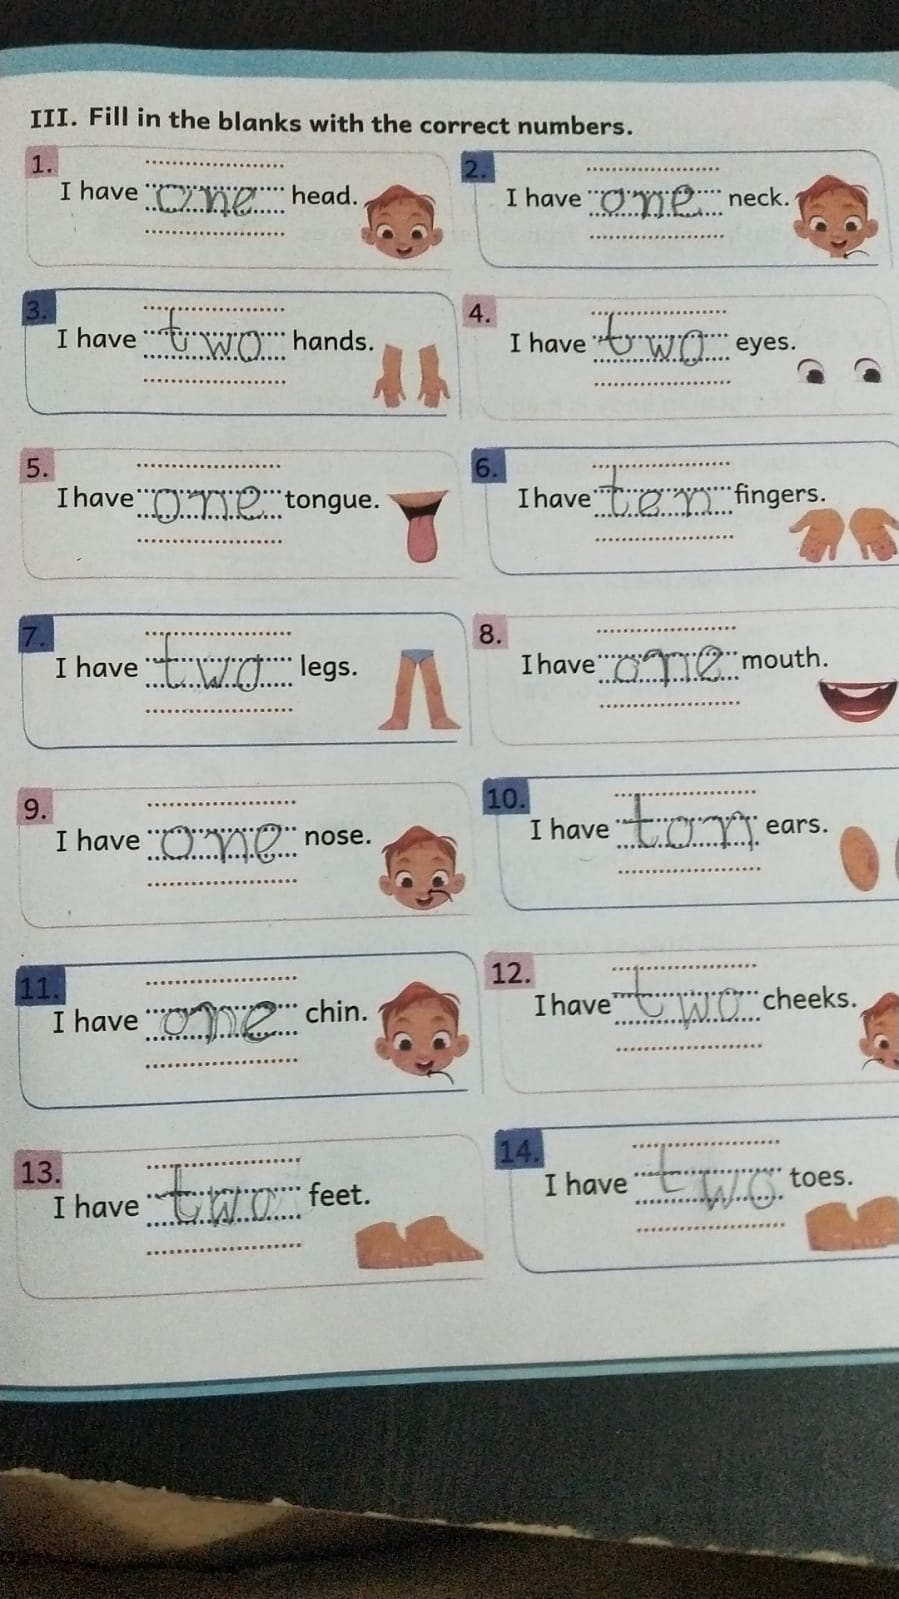 III. Fill in the blanks with the correct numbers.
1.
I have one head.
2.
I have one neck.
3.
I have two hands.
4.
I have two eyes.
5.
I have one tongue.
6.
I have ten fingers.
7.
I have two legs.
8.
I have one mouth.
9.
I have one nose.
10.
I have ton ears.
11.
I have one chin.
12.
I have two cheeks.
13.
I have two feet.
14.
I have two toes.